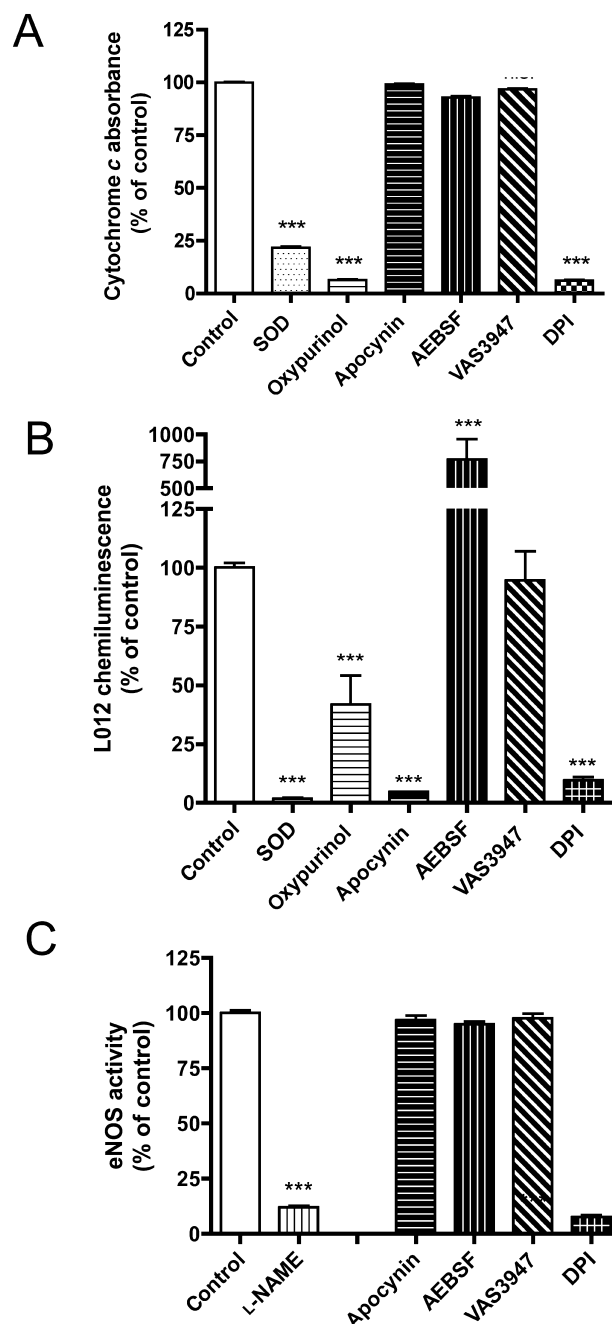 A
Cytochrome c absorbance
(% of control)
125
100
75
50
25
0
***
***
***
Control
SOD
Oxypurinol
Apocynin
AEBSF
VAS3947
DPI
B
L012 chemiluminescence
(% of control)
1000
750
500
125
100
75
50
25
0
***
***
***
***
***
Control
SOD
Oxypurinol
Apocynin
AEBSF
VAS3947
DPI
C
eNOS activity
(% of control)
125
100
75
50
25
0
***
Control
L-NAME
Apocynin
AEBSF
VAS3947
DPI